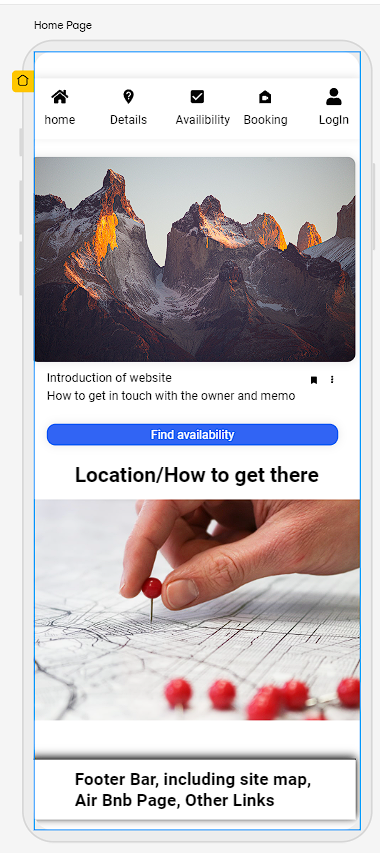 Home Page
home Details Availibility Booking LogIn
Introduction of website
How to get in touch with the owner and memo
Find availability
Location/How to get there
Footer Bar, including site map,
Air Bnb Page, Other Links